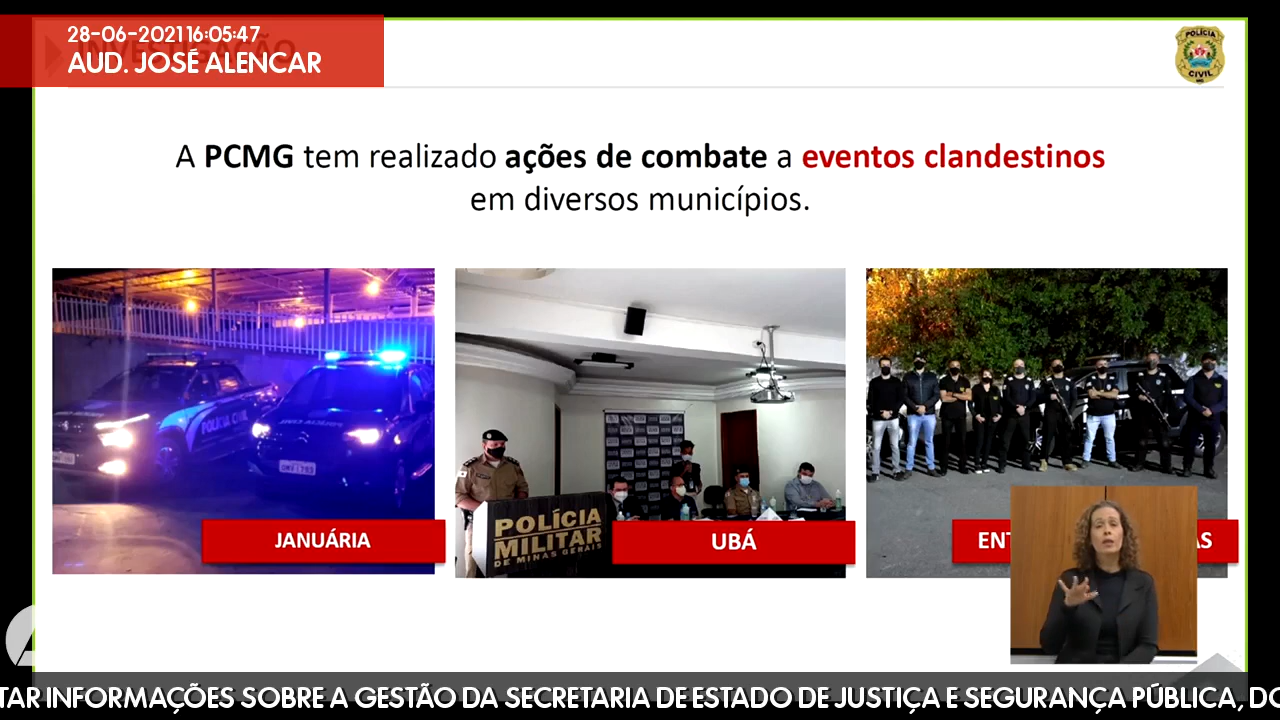 28-06-2021 16:05:47
AUD. JOSÉ ALENCAR
POLÍCIA
CIVIL
MG
A PCMG tem realizado ações de combate a eventos clandestinos
em diversos municípios.
POLÍCIA CIVIL
JANUÁRIA
POLÍCIA
MILITAR
DE MINAS GERAIS
UBÁ
TAR INFORMAÇÕES SOBRE A GESTÃO DA SECRETARIA DE ESTADO DE JUSTIÇA E SEGURANÇA PÚBLICA, DO